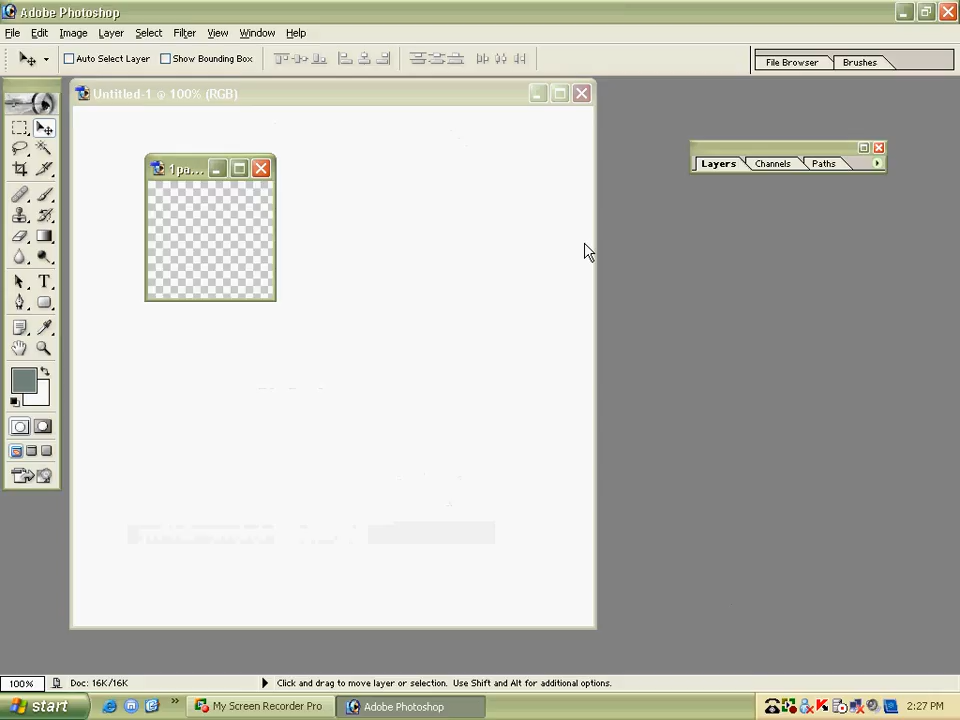 Adobe Photoshop
File Edit Image Layer Select Filter View Window Help
Auto Select Layer Show Bounding Box
File Browser Brushes
Untitled-1 @ 100% (RGB)
1pa...
Layers Channels Paths
T
100% Doc: 16K/16K Click and drag to move layer or selection. Use Shift and Alt for additional options.
start » My Screen Recorder Pro Adobe Photoshop 2:27 PM